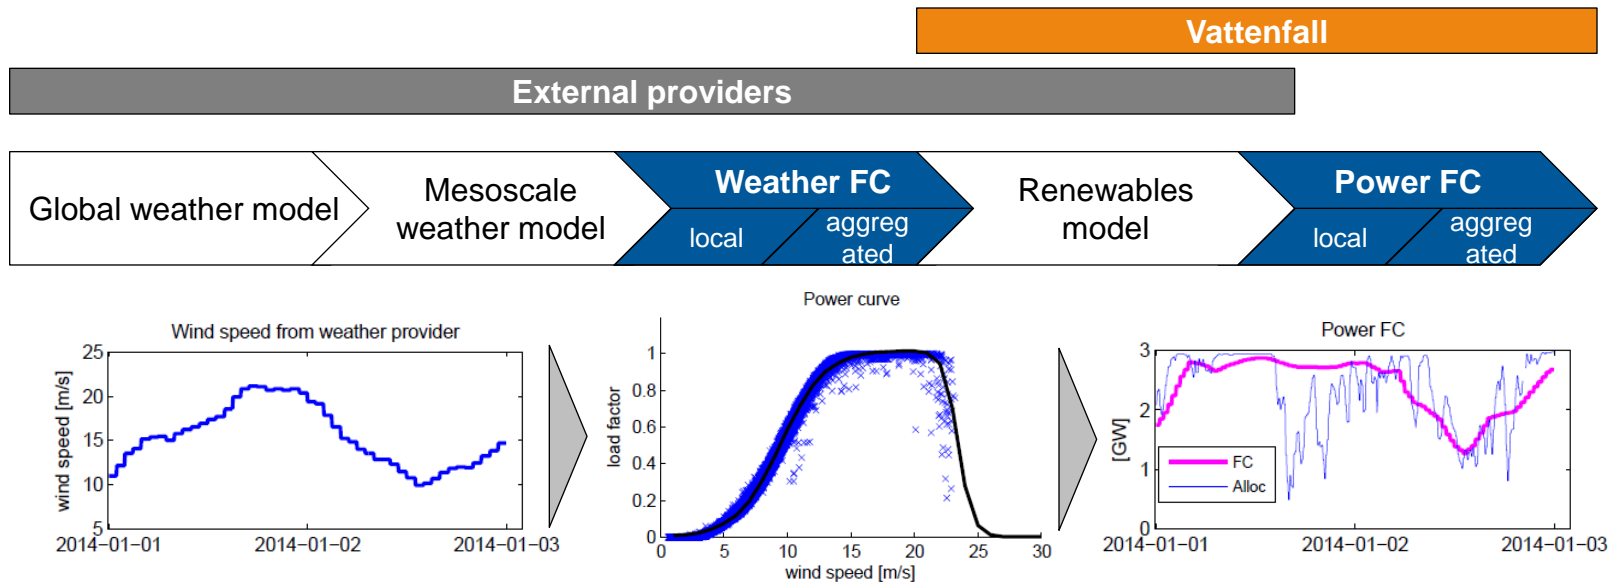 Vattenfall
External providers
Global weather model
Mesoscale
weather model
Weather FC
local
aggreg
ated
Renewables
model
Power FC
local
aggreg
ated
Wind speed from weather provider
wind speed [m/s]
25
20
15
10
5
2014−01−01
2014−01−02
2014−01−03
Power curve
load factor
1
0.8
0.6
0.4
0.2
0
0
5
10
15
20
25
30
wind speed [m/s]
Power FC
[GW]
3
2
1
0
FC
Alloc
2014−01−01
2014−01−02
2014−01−03